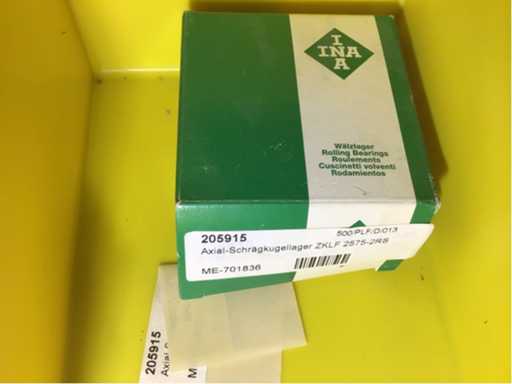 I
INA
A
Wälzlager
Rolling Bearings
Roulements
Cuscinetti volventi
Rodamientos
205915
500/PLF/D/013
Axial-Schrägkugellager ZKLF 2575-2RS
ME-701836
205915
Axial
M